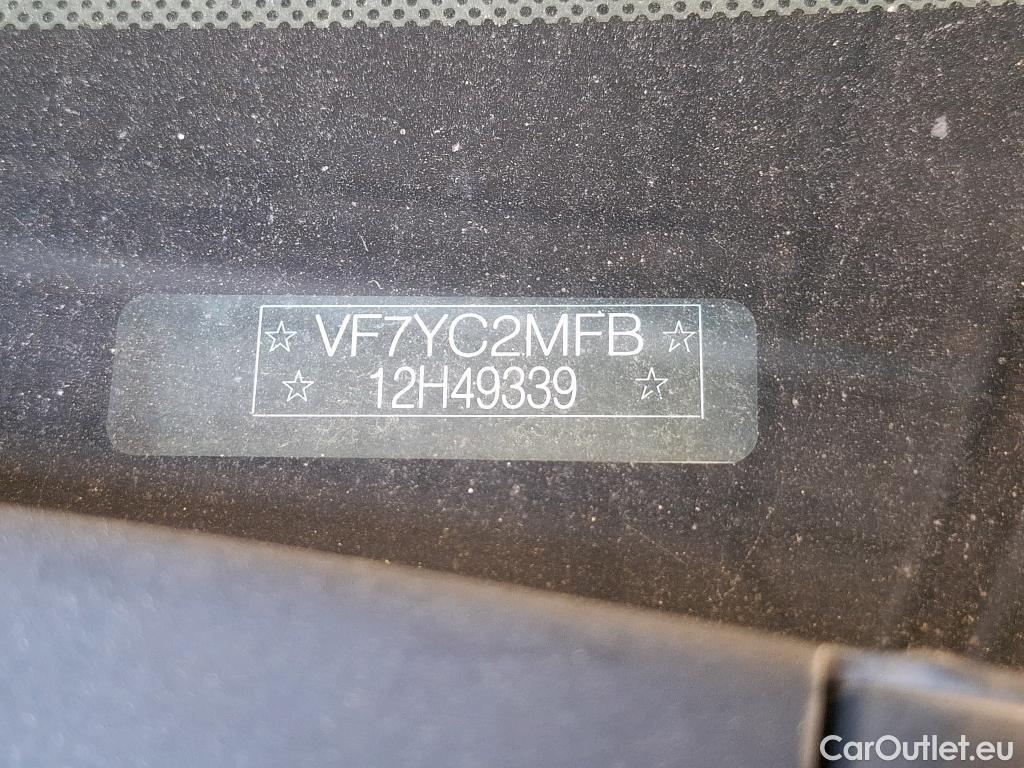 ☆ VF7YC2MFB ☆
☆ 12H49339 ☆
CarOutlet.eu